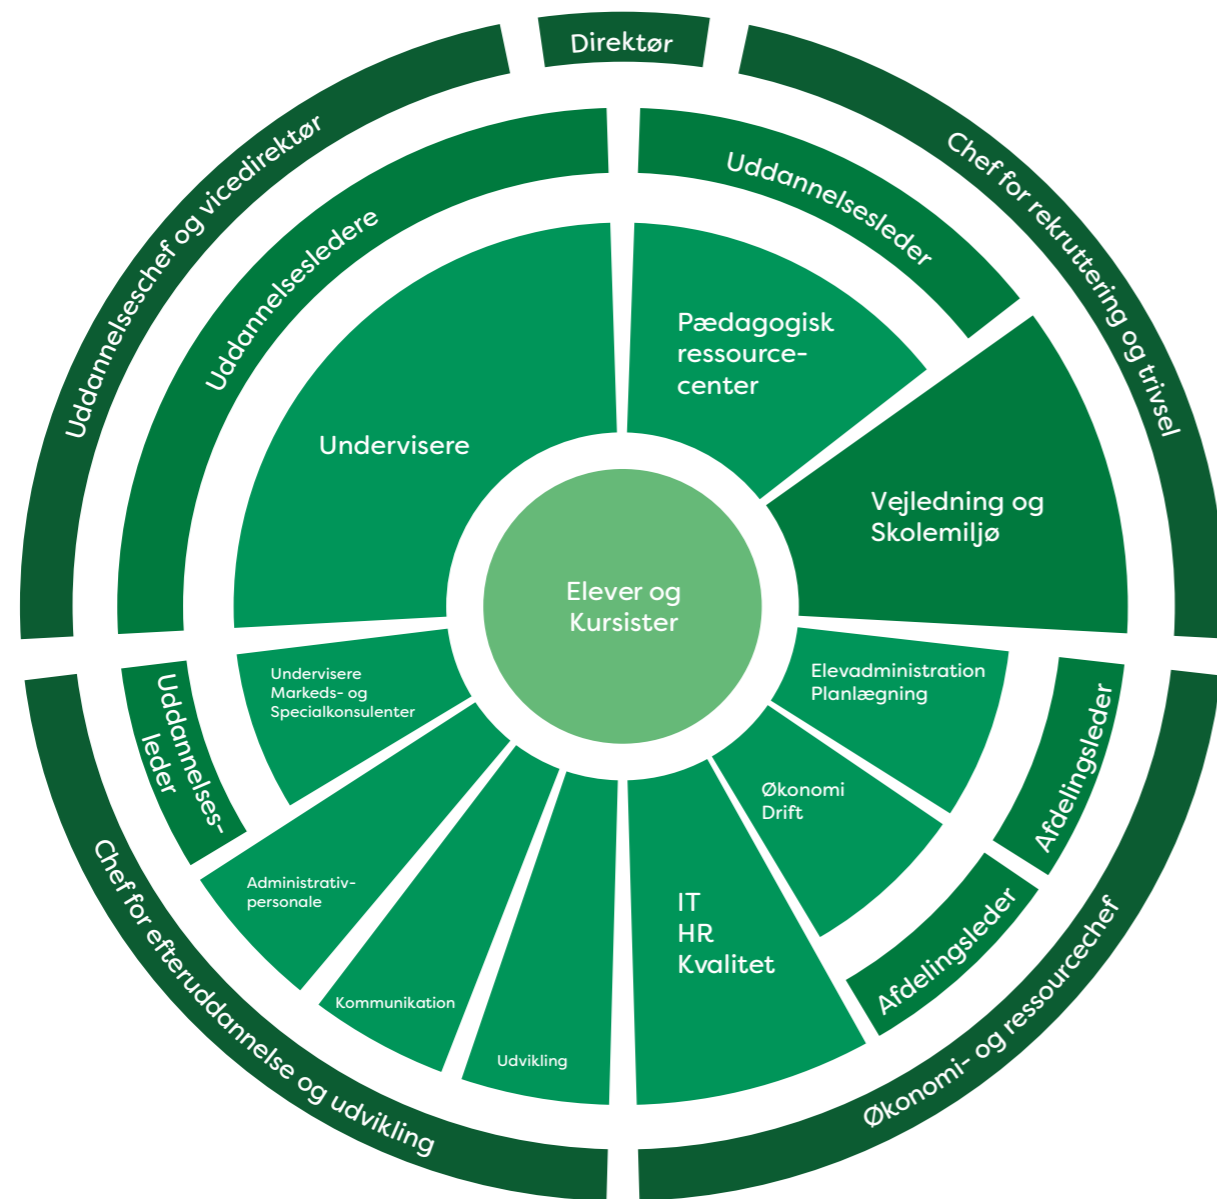 Direktør
Uddannelseschef og vicedirektør
Chef for rekruttering og trivsel
Uddannelsesledere
Uddannelsesleder
Pædagogisk
ressource-
center
Undervisere
Vejledning og
Skolemiljø
Elever og
Kursister
Undervisere
Markeds- og
Specialkonsulenter
Elevadministration
Planlægning
Uddannelses-
leder
Afdelingsleder
Økonomi
Drift
Administrativ-
personale
IT
HR
Kvalitet
Afdelingsleder
Kommunikation
Udvikling
Chef for efteruddannelse og udvikling
Økonomi- og ressourcechef